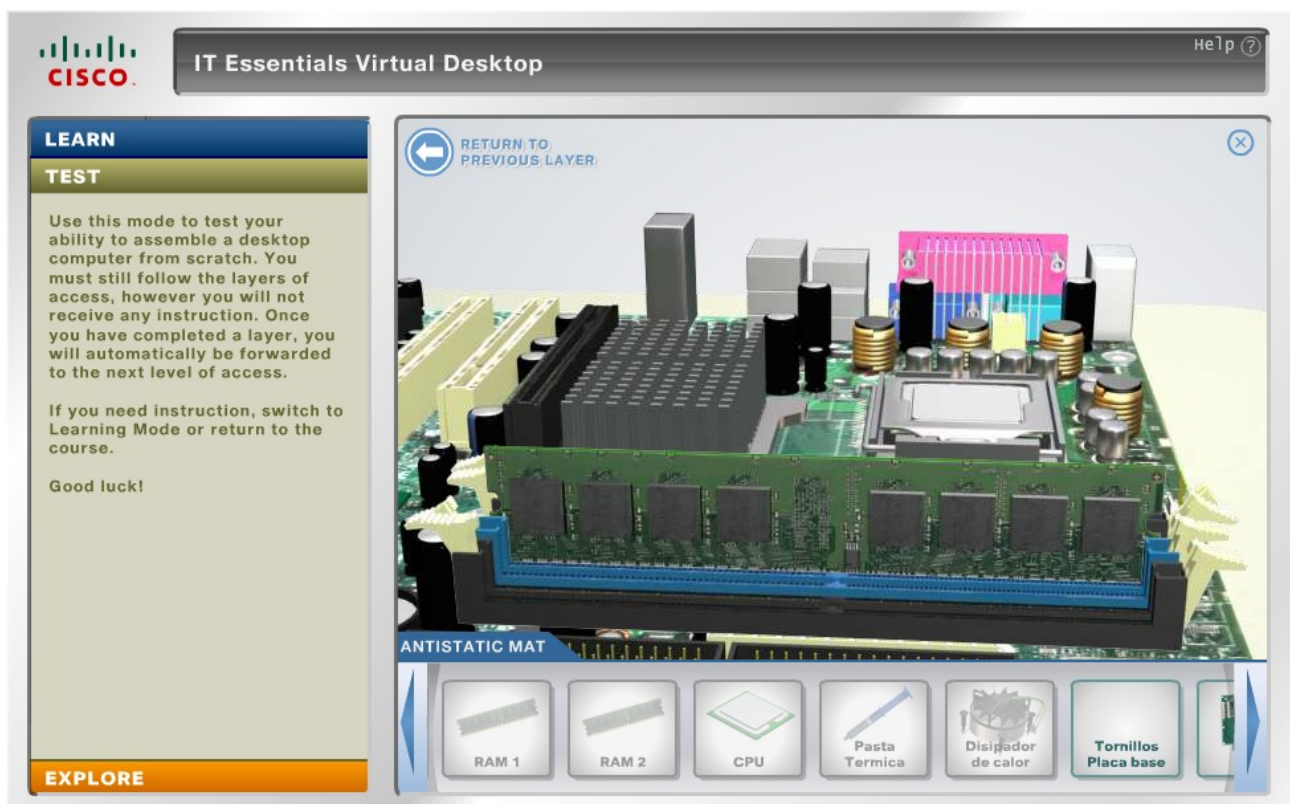 CISCO
IT Essentials Virtual Desktop
Help ?
LEARN
TEST
Use this mode to test your
ability to assemble a desktop
computer from scratch. You
must still follow the layers of
access, however you will not
receive any instruction. Once
you have completed a layer, you
will automatically be forwarded
to the next level of access.
If you need instruction, switch to
Learning Mode or return to the
course.
Good luck!
EXPLORE
RETURN TO
PREVIOUS LAYER
ANTISTATIC MAT
RAM 1
RAM 2
CPU
Pasta
Termica
Disipador
de calor
Tornillos
Placa base